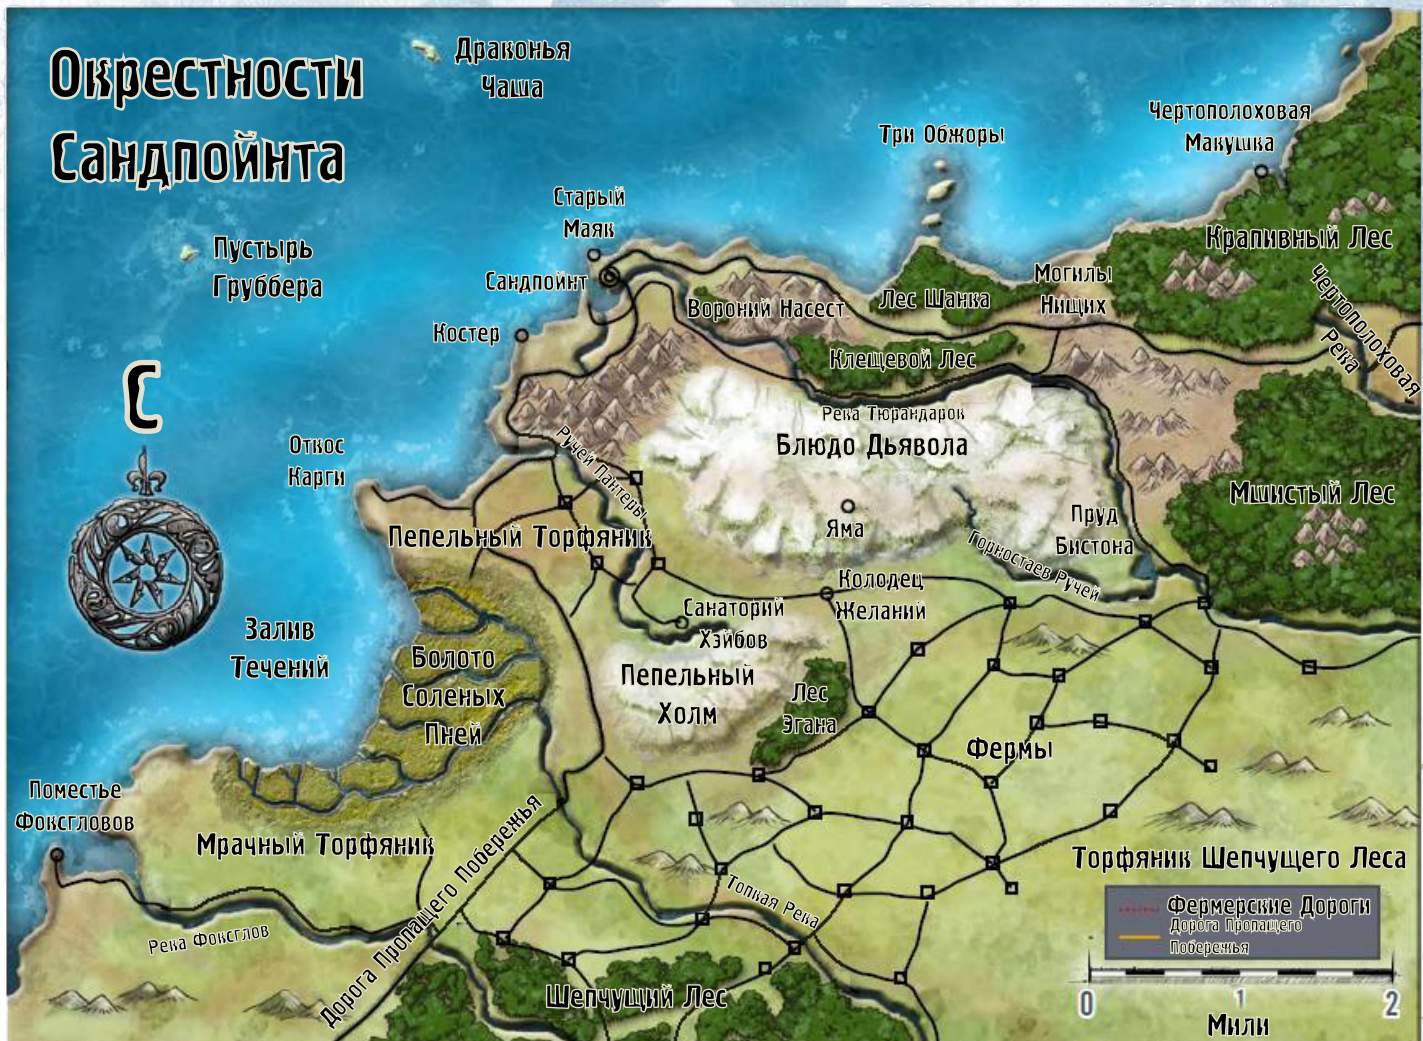 Окрестности
Сандпойнта
Драконья
Чаша
Три Обжоры
Чертополоховая
Макушка
Старый
Маяк
Пустырь
Груббера
Сандпойнт
Крапивный Лес
Вороний Насест
Лес Шанка
Могилы
Нищих
Чертополоховая
Река
Костер
Клещевой Лес
Река Тюрандарок
Блюдо Дьявола
С
Откос
Карги
Ручей Пантеры
Мшистый Лес
Яма
Пруд
Бистона
Пепельный Торфяник
Горностаев Ручей
Колодец
Желаний
Санаторий
Хэйбов
Залив
Течений
Болото
Соленых
Пней
Пепельный
Холм
Лес
Эгана
Фермы
Поместье
Фоксгловов
Мрачный Торфяник
Дорога Пропащего Побережья
Топкая Река
Торфяник Шепчущего Леса
Река Фоксглов
Шепчущий Лес
Фермерские Дороги
Дорога Пропащего
Побережья
0 1 2
Мили